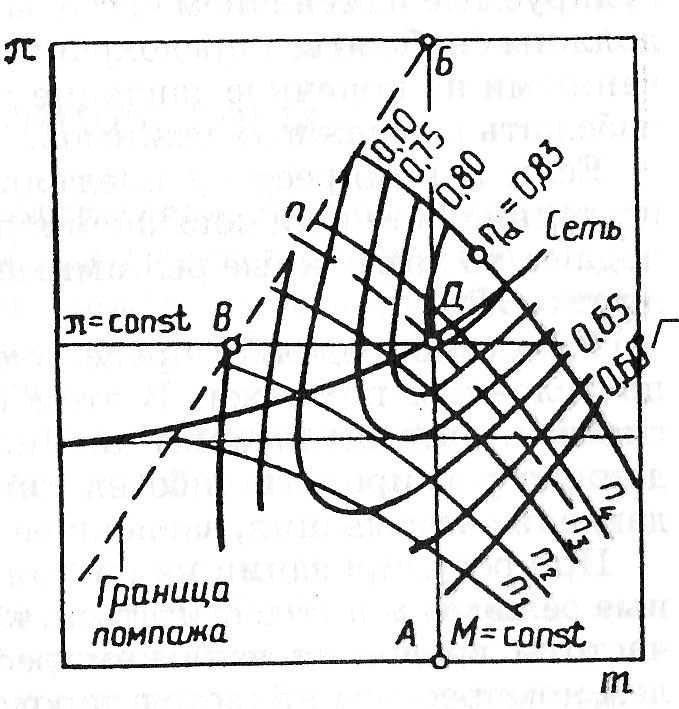 π
Б
0,70
0,75
0,80
ηₐ = 0,83
Сеть
n
π=const
В
Д
Г
0,65
0,60
n₄
n₃
n₂
n₁
Граница
помпажа
А
М=const
m